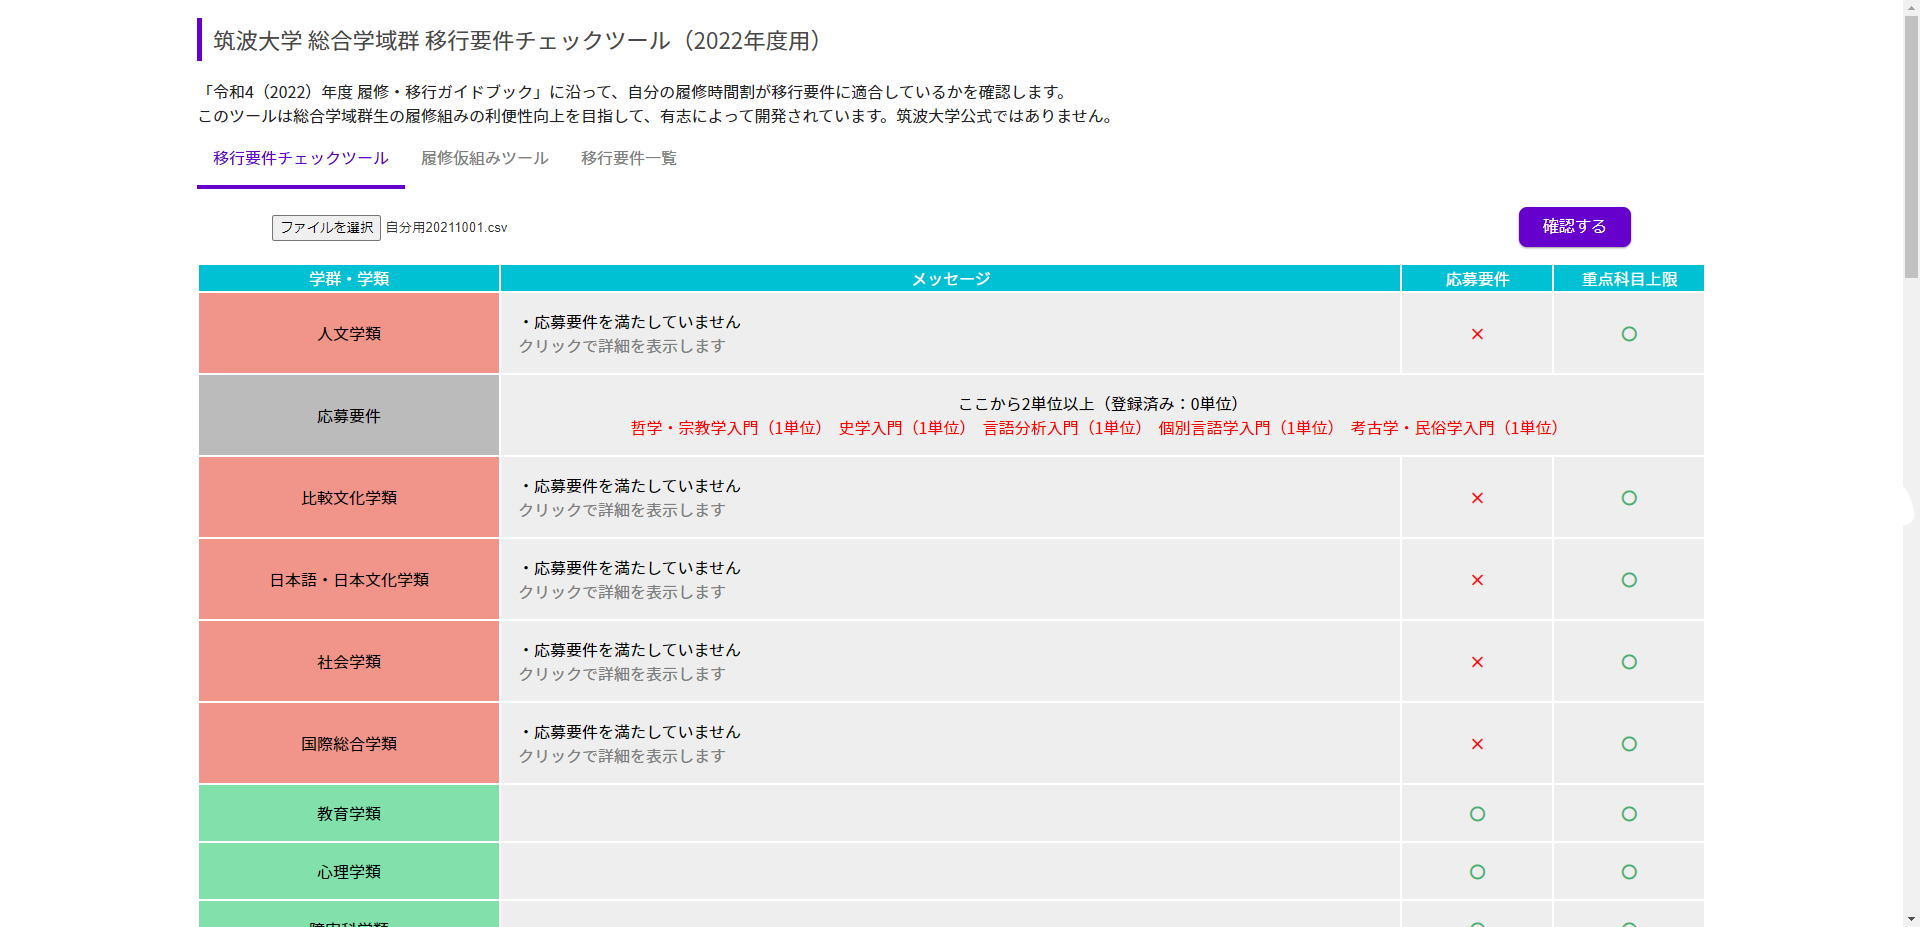 筑波大学 総合学域群 移行要件チェックツール（2022年度用）
「令和4（2022）年度 履修・移行ガイドブック」に沿って、自分の履修時間割が移行要件に適合しているかを確認します。
このツールは総合学域群生の履修組みの利便性向上を目指して、有志によって開発されています。筑波大学公式ではありません。
移行要件チェックツール 履修仮組みツール 移行要件一覧
ファイルを選択 自分用20211001.csv 確認する
学群・学類 メッセージ 応募要件 重点科目上限
人文学類 ・応募要件を満たしていません × ○
クリックで詳細を表示します
応募要件 ここから2単位以上（登録済み：0単位）
哲学・宗教学入門（1単位） 史学入門（1単位） 言語分析入門（1単位） 個別言語学入門（1単位） 考古学・民俗学入門（1単位）
比較文化学類 ・応募要件を満たしていません × ○
クリックで詳細を表示します
日本語・日本文化学類 ・応募要件を満たしていません × ○
クリックで詳細を表示します
社会学類 ・応募要件を満たしていません × ○
クリックで詳細を表示します
国際総合学類 ・応募要件を満たしていません × ○
クリックで詳細を表示します
教育学類 ○ ○
心理学類 ○ ○